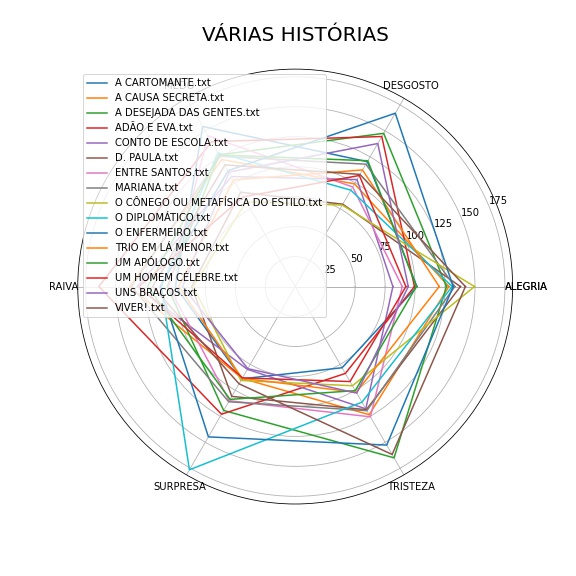 VÁRIAS HISTÓRIAS
DESGOSTO
A CARTOMANTE.txt
A CAUSA SECRETA.txt
A DESEJADA DAS GENTES.txt
ADÃO E EVA.txt
CONTO DE ESCOLA.txt
D. PAULA.txt
ENTRE SANTOS.txt
MARIANA.txt
O CÔNEGO OU METAFÍSICA DO ESTILO.txt
O DIPLOMÁTICO.txt
O ENFERMEIRO.txt
TRIO EM LÁ MENOR.txt
UM APÓLOGO.txt
UM HOMEM CÉLEBRE.txt
UNS BRAÇOS.txt
VIVER!.txt
175
150
125
100
75
50
25
RAIVA
ALEGRIA
SURPRESA
TRISTEZA